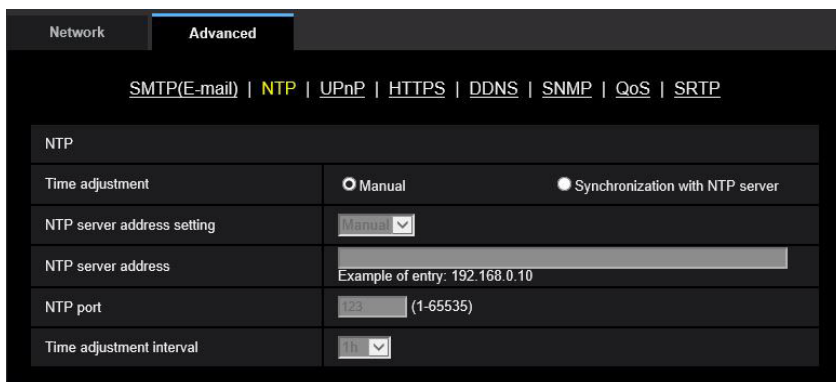 Network Advanced
SMTP(E-mail) | NTP | UPnP | HTTPS | DDNS | SNMP | QoS | SRTP
NTP
Time adjustment Manual Synchronization with NTP server
NTP server address setting Manual
NTP server address
Example of entry: 192.168.0.10
NTP port 123 (1-65535)
Time adjustment interval 1h